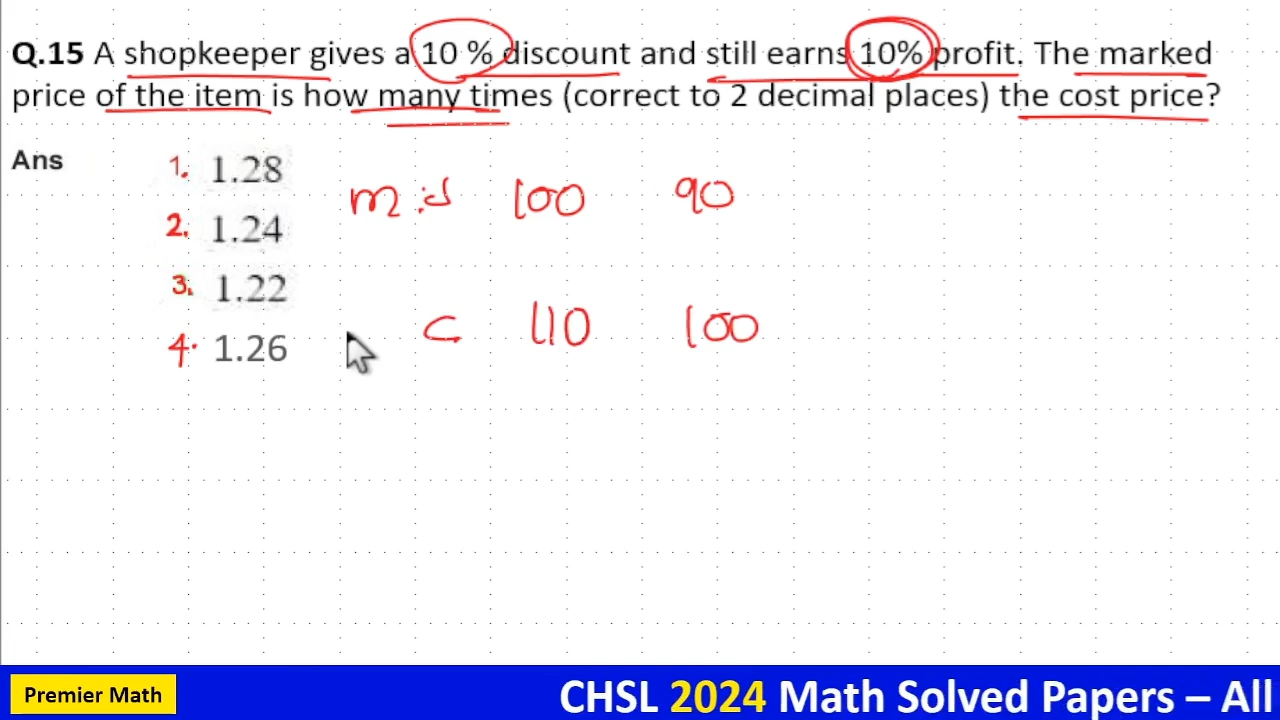 Q.15 A shopkeeper gives a 10 % discount and still earns 10% profit. The marked
price of the item is how many times (correct to 2 decimal places) the cost price?
Ans
1. 1.28
2. 1.24
3. 1.22
4. 1.26
m :d 100 90
c 110 100
Premier Math
CHSL 2024 Math Solved Papers – All